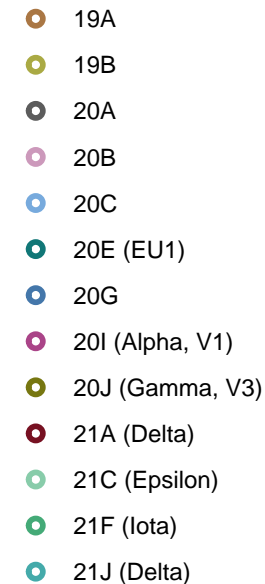 19A
19B
20A
20B
20C
20E (EU1)
20G
20I (Alpha, V1)
20J (Gamma, V3)
21A (Delta)
21C (Epsilon)
21F (Iota)
21J (Delta)